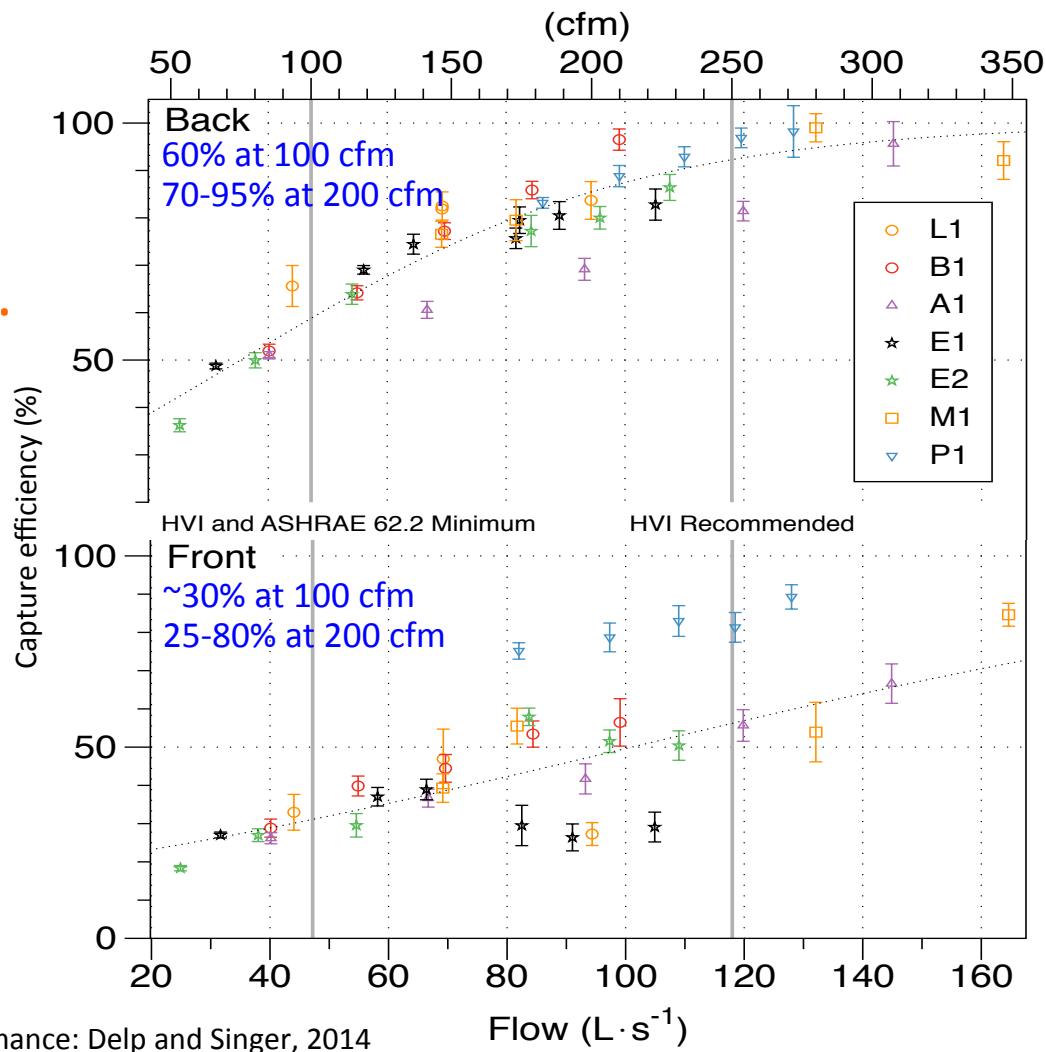 (cfm)
50 100 150 200 250 300 350
100
Back
60% at 100 cfm
70-95% at 200 cfm
L1
B1
A1
E1
E2
M1
P1
50
Capture efficiency (%)
HVI and ASHRAE 62.2 Minimum HVI Recommended
100
Front
~30% at 100 cfm
25-80% at 200 cfm
50
0
20 40 60 80 100 120 140 160
Flow (L·s⁻¹)
mance: Delp and Singer, 2014